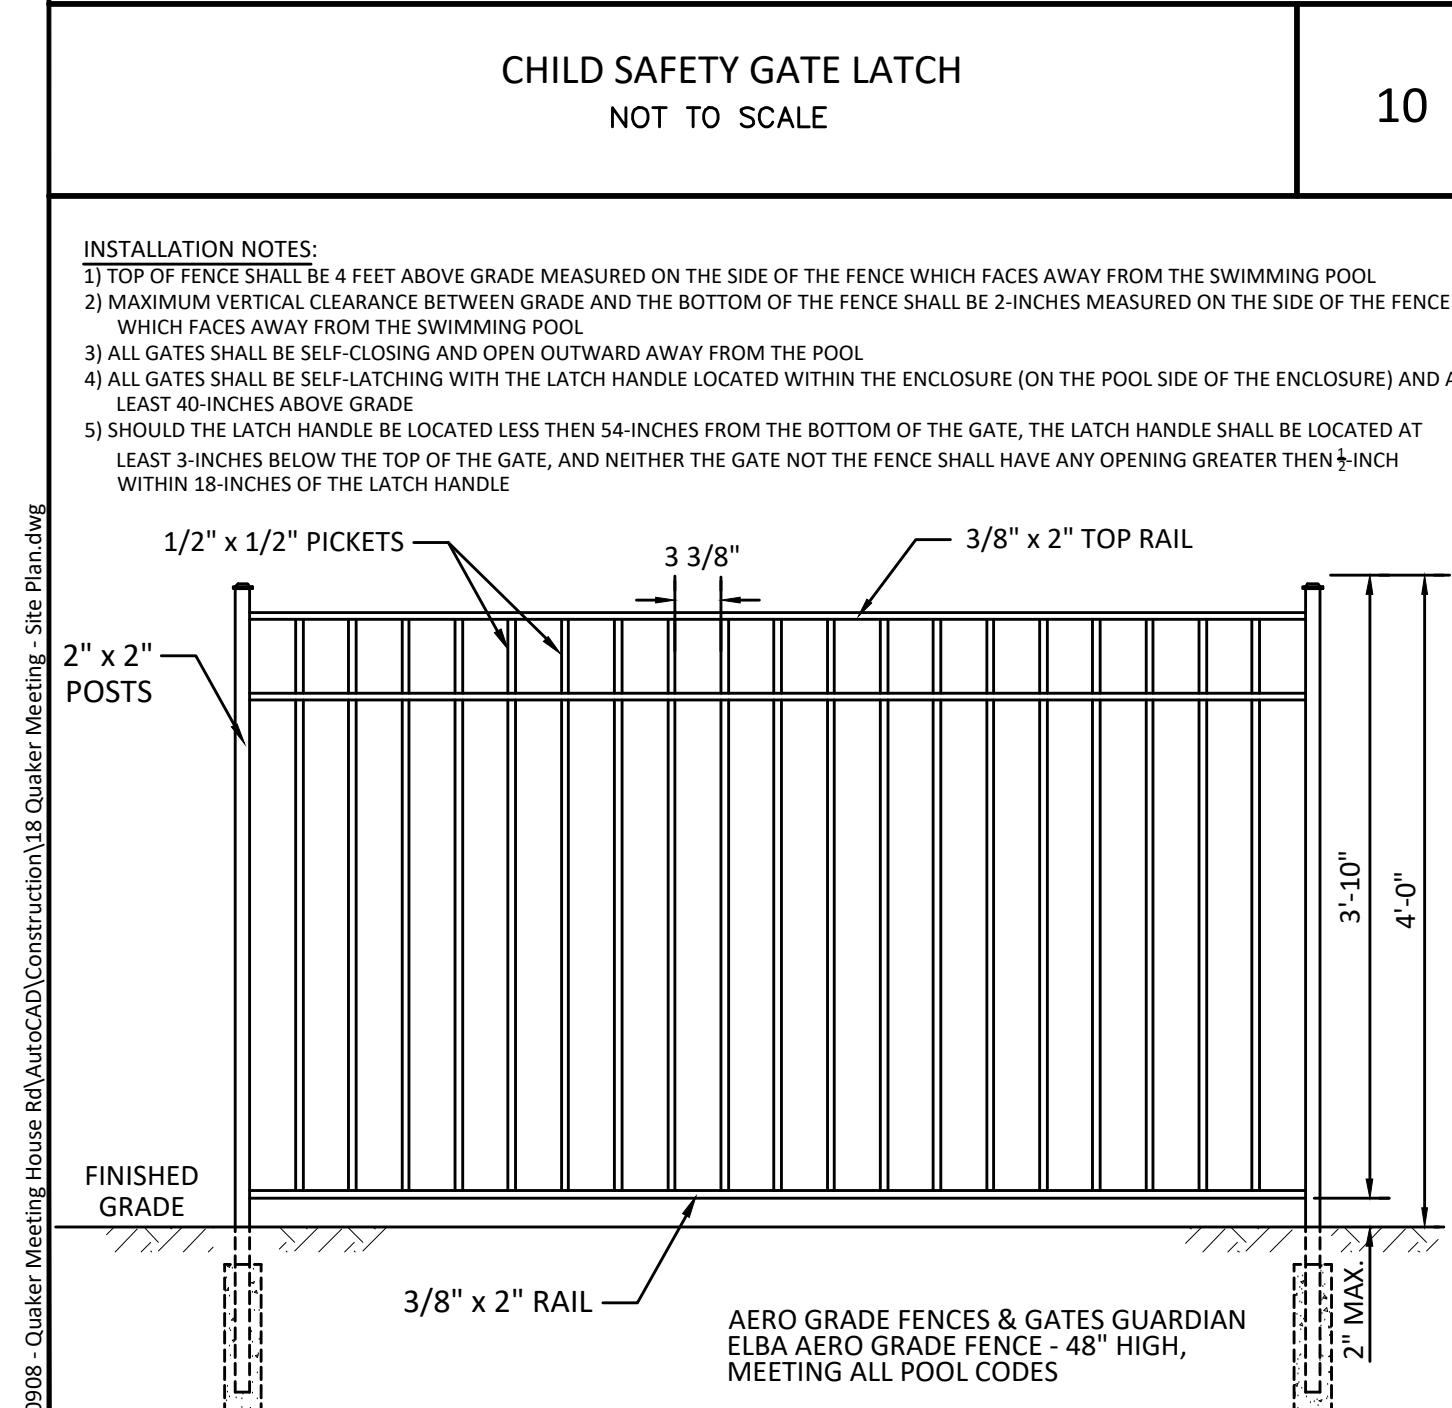 CHILD SAFETY GATE LATCH
NOT TO SCALE
10
INSTALLATION NOTES:
1) TOP OF FENCE SHALL BE 4 FEET ABOVE GRADE MEASURED ON THE SIDE OF THE FENCE WHICH FACES AWAY FROM THE SWIMMING POOL
2) MAXIMUM VERTICAL CLEARANCE BETWEEN GRADE AND THE BOTTOM OF THE FENCE SHALL BE 2-INCHES MEASURED ON THE SIDE OF THE FENCE
WHICH FACES AWAY FROM THE SWIMMING POOL
3) ALL GATES SHALL BE SELF-CLOSING AND OPEN OUTWARD AWAY FROM THE POOL
4) ALL GATES SHALL BE SELF-LATCHING WITH THE LATCH HANDLE LOCATED WITHIN THE ENCLOSURE (ON THE POOL SIDE OF THE ENCLOSURE) AND
LEAST 40-INCHES ABOVE GRADE
5) SHOULD THE LATCH HANDLE BE LOCATED LESS THEN 54-INCHES FROM THE BOTTOM OF THE GATE, THE LATCH HANDLE SHALL BE LOCATED AT
LEAST 3-INCHES BELOW THE TOP OF THE GATE, AND NEITHER THE GATE NOT THE FENCE SHALL HAVE ANY OPENING GREATER THEN ½-INCH
WITHIN 18-INCHES OF THE LATCH HANDLE
1/2" x 1/2" PICKETS
3 3/8"
3/8" x 2" TOP RAIL
2" x 2"
POSTS
3'-10"
4'-0"
FINISHED
GRADE
3/8" x 2" RAIL
2" MAX.
AERO GRADE FENCES & GATES GUARDIAN
ELBA AERO GRADE FENCE - 48" HIGH,
MEETING ALL POOL CODES
0908 - Quaker Meeting House Rd\AutoCAD\Construction\18 Quaker Meeting - Site Plan.dwg